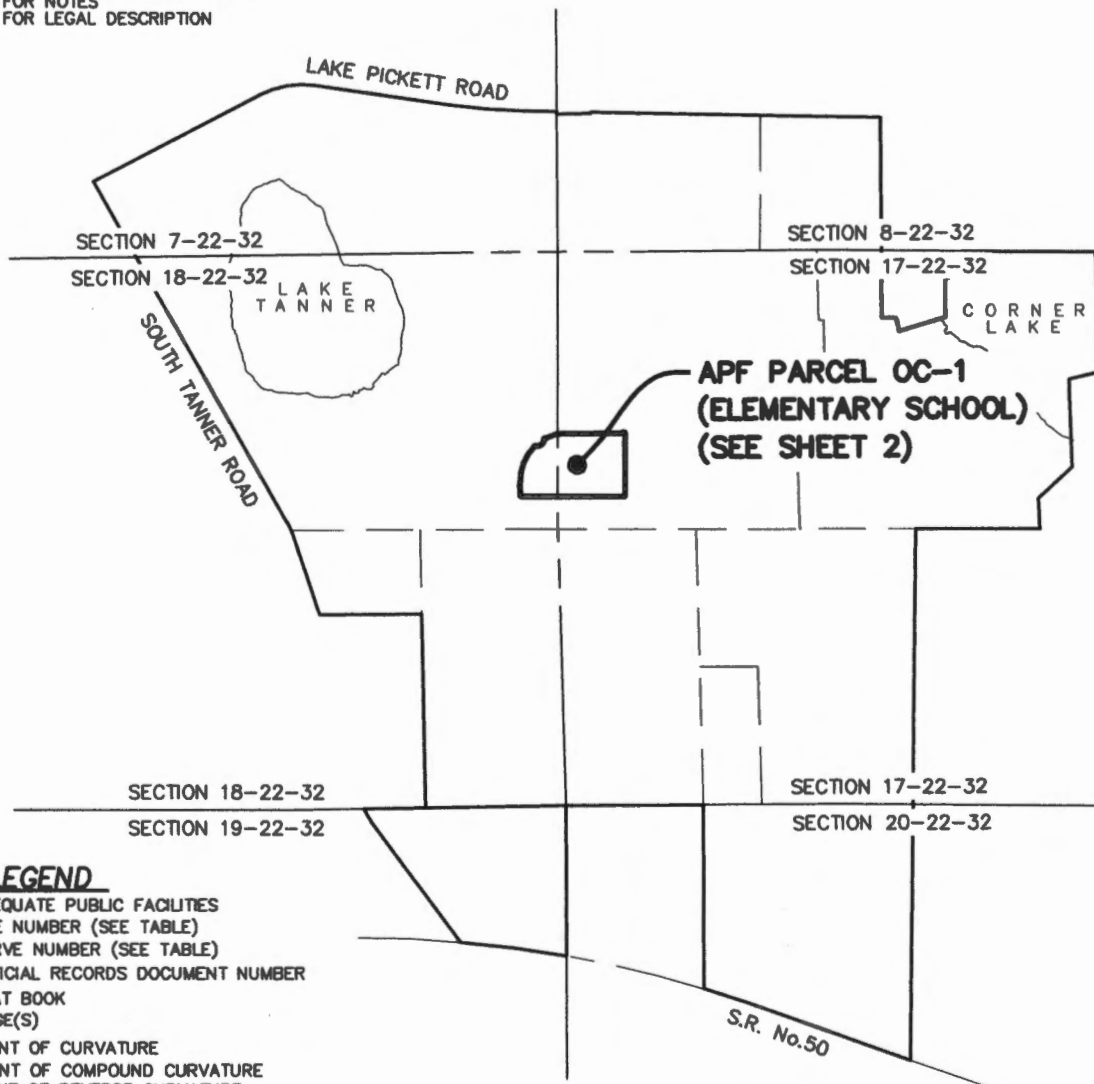 FOR NOTES
FOR LEGAL DESCRIPTION
LAKE PICKETT ROAD
SECTION 7-22-32
SECTION 18-22-32
SECTION 8-22-32
SECTION 17-22-32
LAKE
TANNER
CORNER
LAKE
SOUTH TANNER ROAD
APF PARCEL OC-1
(ELEMENTARY SCHOOL)
(SEE SHEET 2)
SECTION 18-22-32
SECTION 19-22-32
SECTION 17-22-32
SECTION 20-22-32
S.R. No.50
LEGEND
EQUATE PUBLIC FACILITIES
E NUMBER (SEE TABLE)
RVE NUMBER (SEE TABLE)
ICIAL RECORDS DOCUMENT NUMBER
AT BOOK
GE(S)
NT OF CURVATURE
NT OF COMPOUND CURVATURE